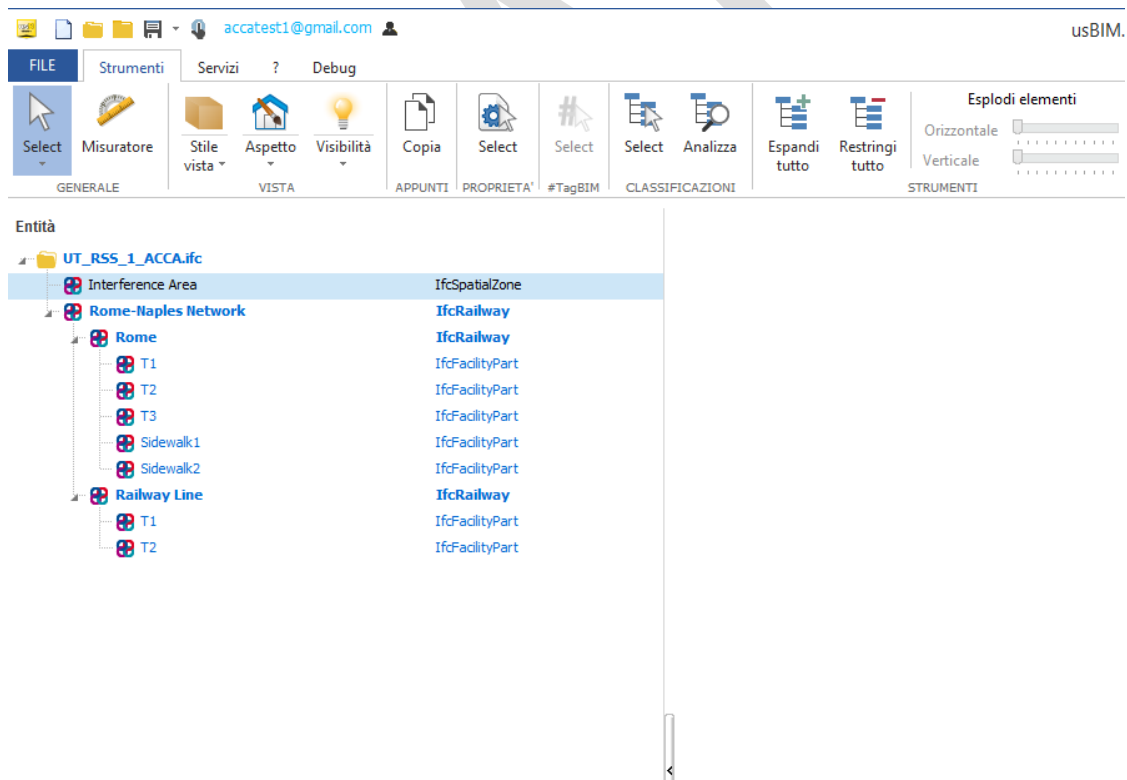 accatest1@gmail.com
usBIM.
FILE Strumenti Servizi ? Debug
Esplodi elementi
Select Misuratore Stile vista Aspetto Visibilità Copia Select Select Select Analizza Espandi tutto Restringi tutto Orizzontale
Verticale
GENERALE VISTA APPUNTI PROPRIETA' #TagBIM CLASSIFICAZIONI STRUMENTI
Entità
UT_RSS_1_ACCA.ifc
Interference Area IfcSpatialZone
Rome-Naples Network IfcRailway
Rome IfcRailway
T1 IfcFacilityPart
T2 IfcFacilityPart
T3 IfcFacilityPart
Sidewalk1 IfcFacilityPart
Sidewalk2 IfcFacilityPart
Railway Line IfcRailway
T1 IfcFacilityPart
T2 IfcFacilityPart